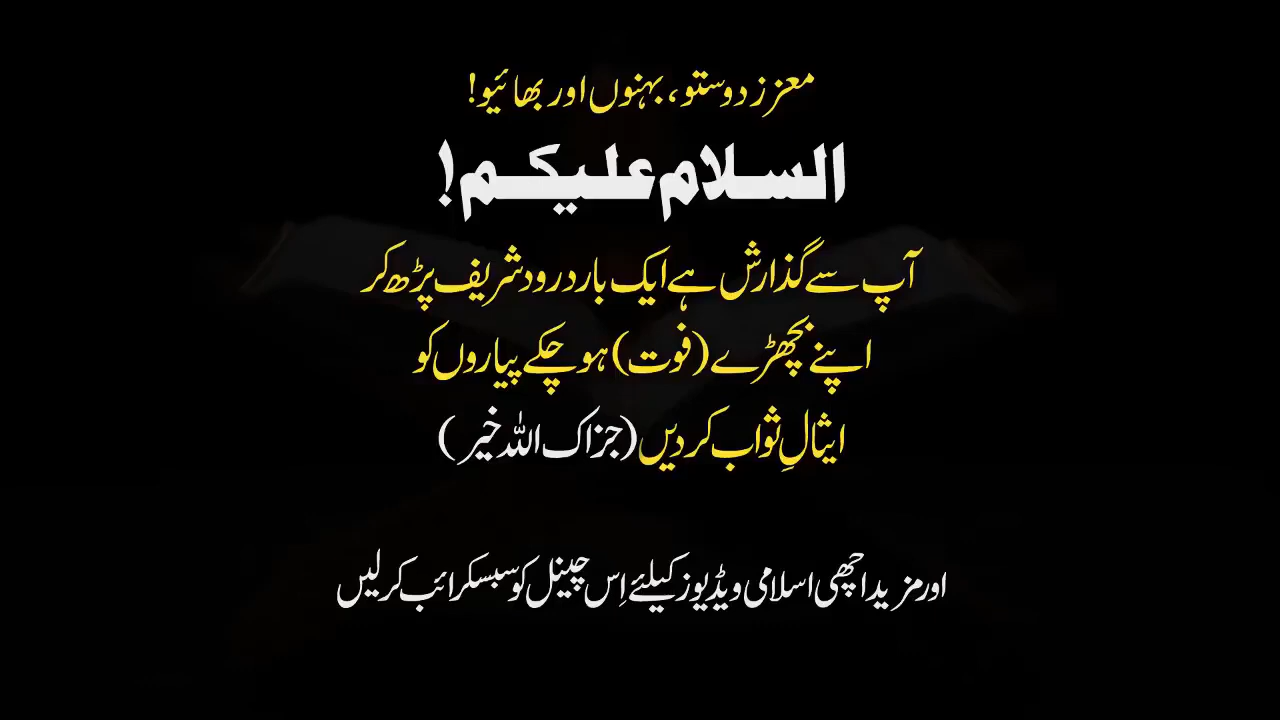 معزز دوستو، بہنوں اور بھائیو!
السلام علیکم!
آپ سے گذارش ہے ایک بار درود شریف پڑھ کر
اپنے بچھڑے (فوت) ہو چکے پیاروں کو
ایثالِ ثواب کر دیں (جزاک اللہ خیر)
اور مزید اچھی اسلامی ویڈیوز کیلئے اِس چینل کو سبسکرائب کر لیں